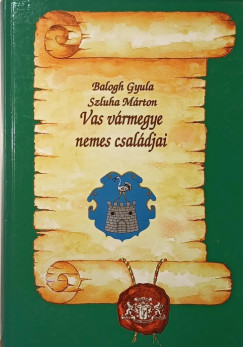 Balogh Gyula
Szluha Márton
Vas vármegye
nemes családjai